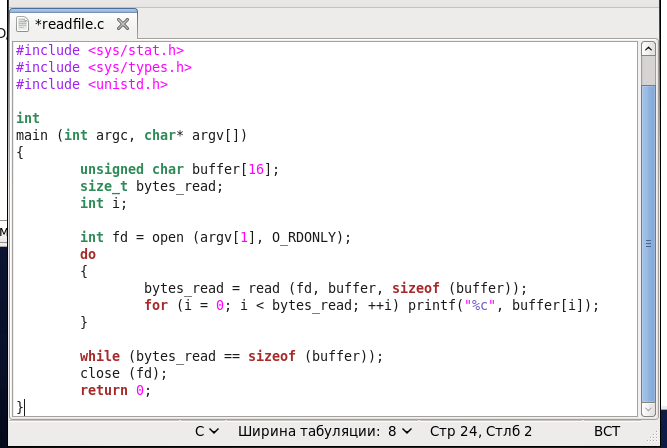 *readfile.c
#include <sys/stat.h>
#include <sys/types.h>
#include <unistd.h>
int
main (int argc, char* argv[])
{
unsigned char buffer[16];
size_t bytes_read;
int i;
int fd = open (argv[1], O_RDONLY);
do
{
bytes_read = read (fd, buffer, sizeof (buffer));
for (i = 0; i < bytes_read; ++i) printf("%c", buffer[i]);
}
while (bytes_read == sizeof (buffer));
close (fd);
return 0;
}
C Ширина табуляции: 8 Стр 24, Стлб 2 ВСТ